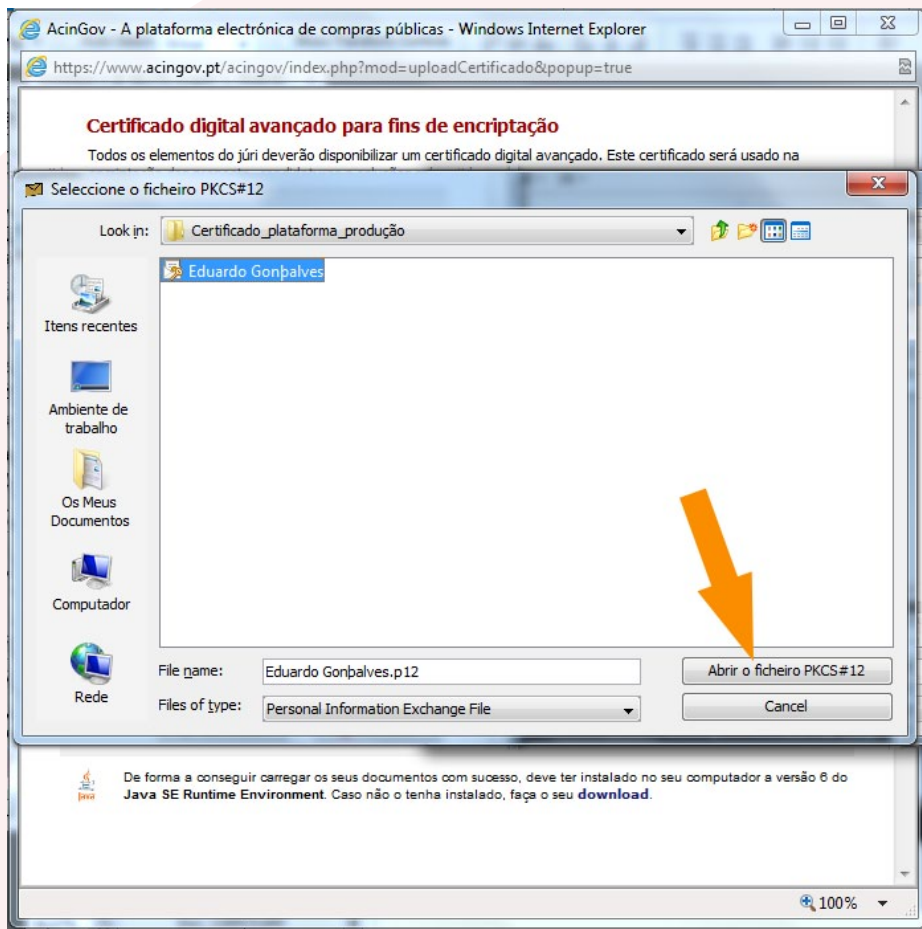 AcinGov - A plataforma electrónica de compras públicas - Windows Internet Explorer
https://www.acingov.pt/acingov/index.php?mod=uploadCertificado&popup=true
Certificado digital avançado para fins de encriptação
Todos os elementos do júri deverão disponibilizar um certificado digital avançado. Este certificado será usado na
Seleccione o ficheiro PKCS#12
Look in: Certificado_plataforma_produção
Eduardo Gonþalves
Itens recentes
Ambiente de
trabalho
Os Meus
Documentos
Computador
Rede
File name: Eduardo Gonþalves.p12 Abrir o ficheiro PKCS#12
Files of type: Personal Information Exchange File Cancel
Java
De forma a conseguir carregar os seus documentos com sucesso, deve ter instalado no seu computador a versão 6 do
Java SE Runtime Environment. Caso não o tenha instalado, faça o seu download.
100%